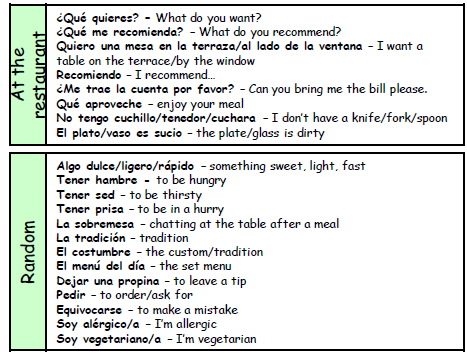 At the
restaurant
¿Qué quieres? - What do you want?
¿Qué me recomienda? – What do you recommend?
Quiero una mesa en la terraza/al lado de la ventana – I want a
table on the terrace/by the window
Recomiendo – I recommend...
¿Me trae la cuenta por favor? – Can you bring me the bill please.
Qué aproveche – enjoy your meal
No tengo cuchillo/tenedor/cuchara – I don't have a knife/fork/spoon
El plato/vaso es sucio – the plate/glass is dirty
Random
Algo dulce/ligero/rápido – something sweet, light, fast
Tener hambre - to be hungry
Tener sed – to be thirsty
Tener prisa – to be in a hurry
La sobremesa – chatting at the table after a meal
La tradición – tradition
El costumbre – the custom/tradition
El menú del día – the set menu
Dejar una propina – to leave a tip
Pedir – to order/ask for
Equivocarse – to make a mistake
Soy alérgico/a – I'm allergic
Soy vegetariano/a – I'm vegetarian